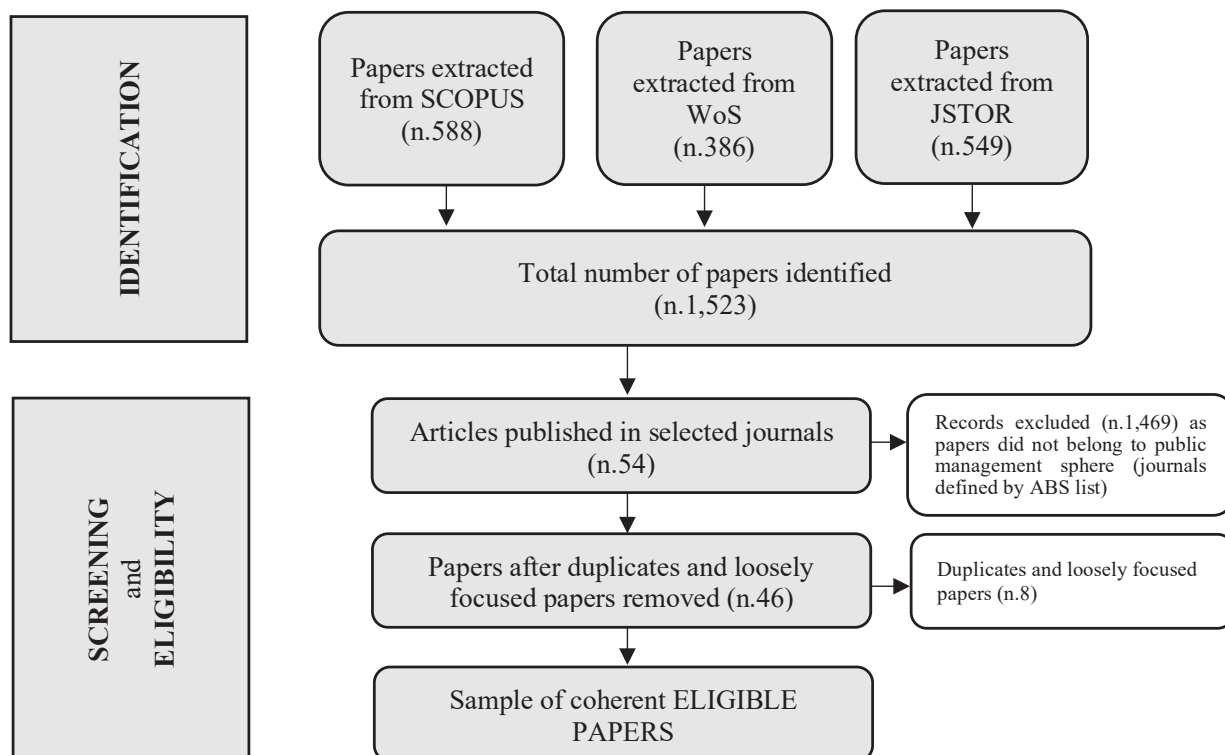 IDENTIFICATION
Papers extracted
from SCOPUS
(n.588)
Papers
extracted from
WoS
(n.386)
Papers
extracted from
JSTOR
(n.549)
Total number of papers identified
(n.1,523)
SCREENING
and
ELIGIBILITY
Articles published in selected journals
(n.54)
Records excluded (n.1,469) as
papers did not belong to public
management sphere (journals
defined by ABS list)
Papers after duplicates and loosely
focused papers removed (n.46)
Duplicates and loosely focused
papers (n.8)
Sample of coherent ELIGIBLE
PAPERS